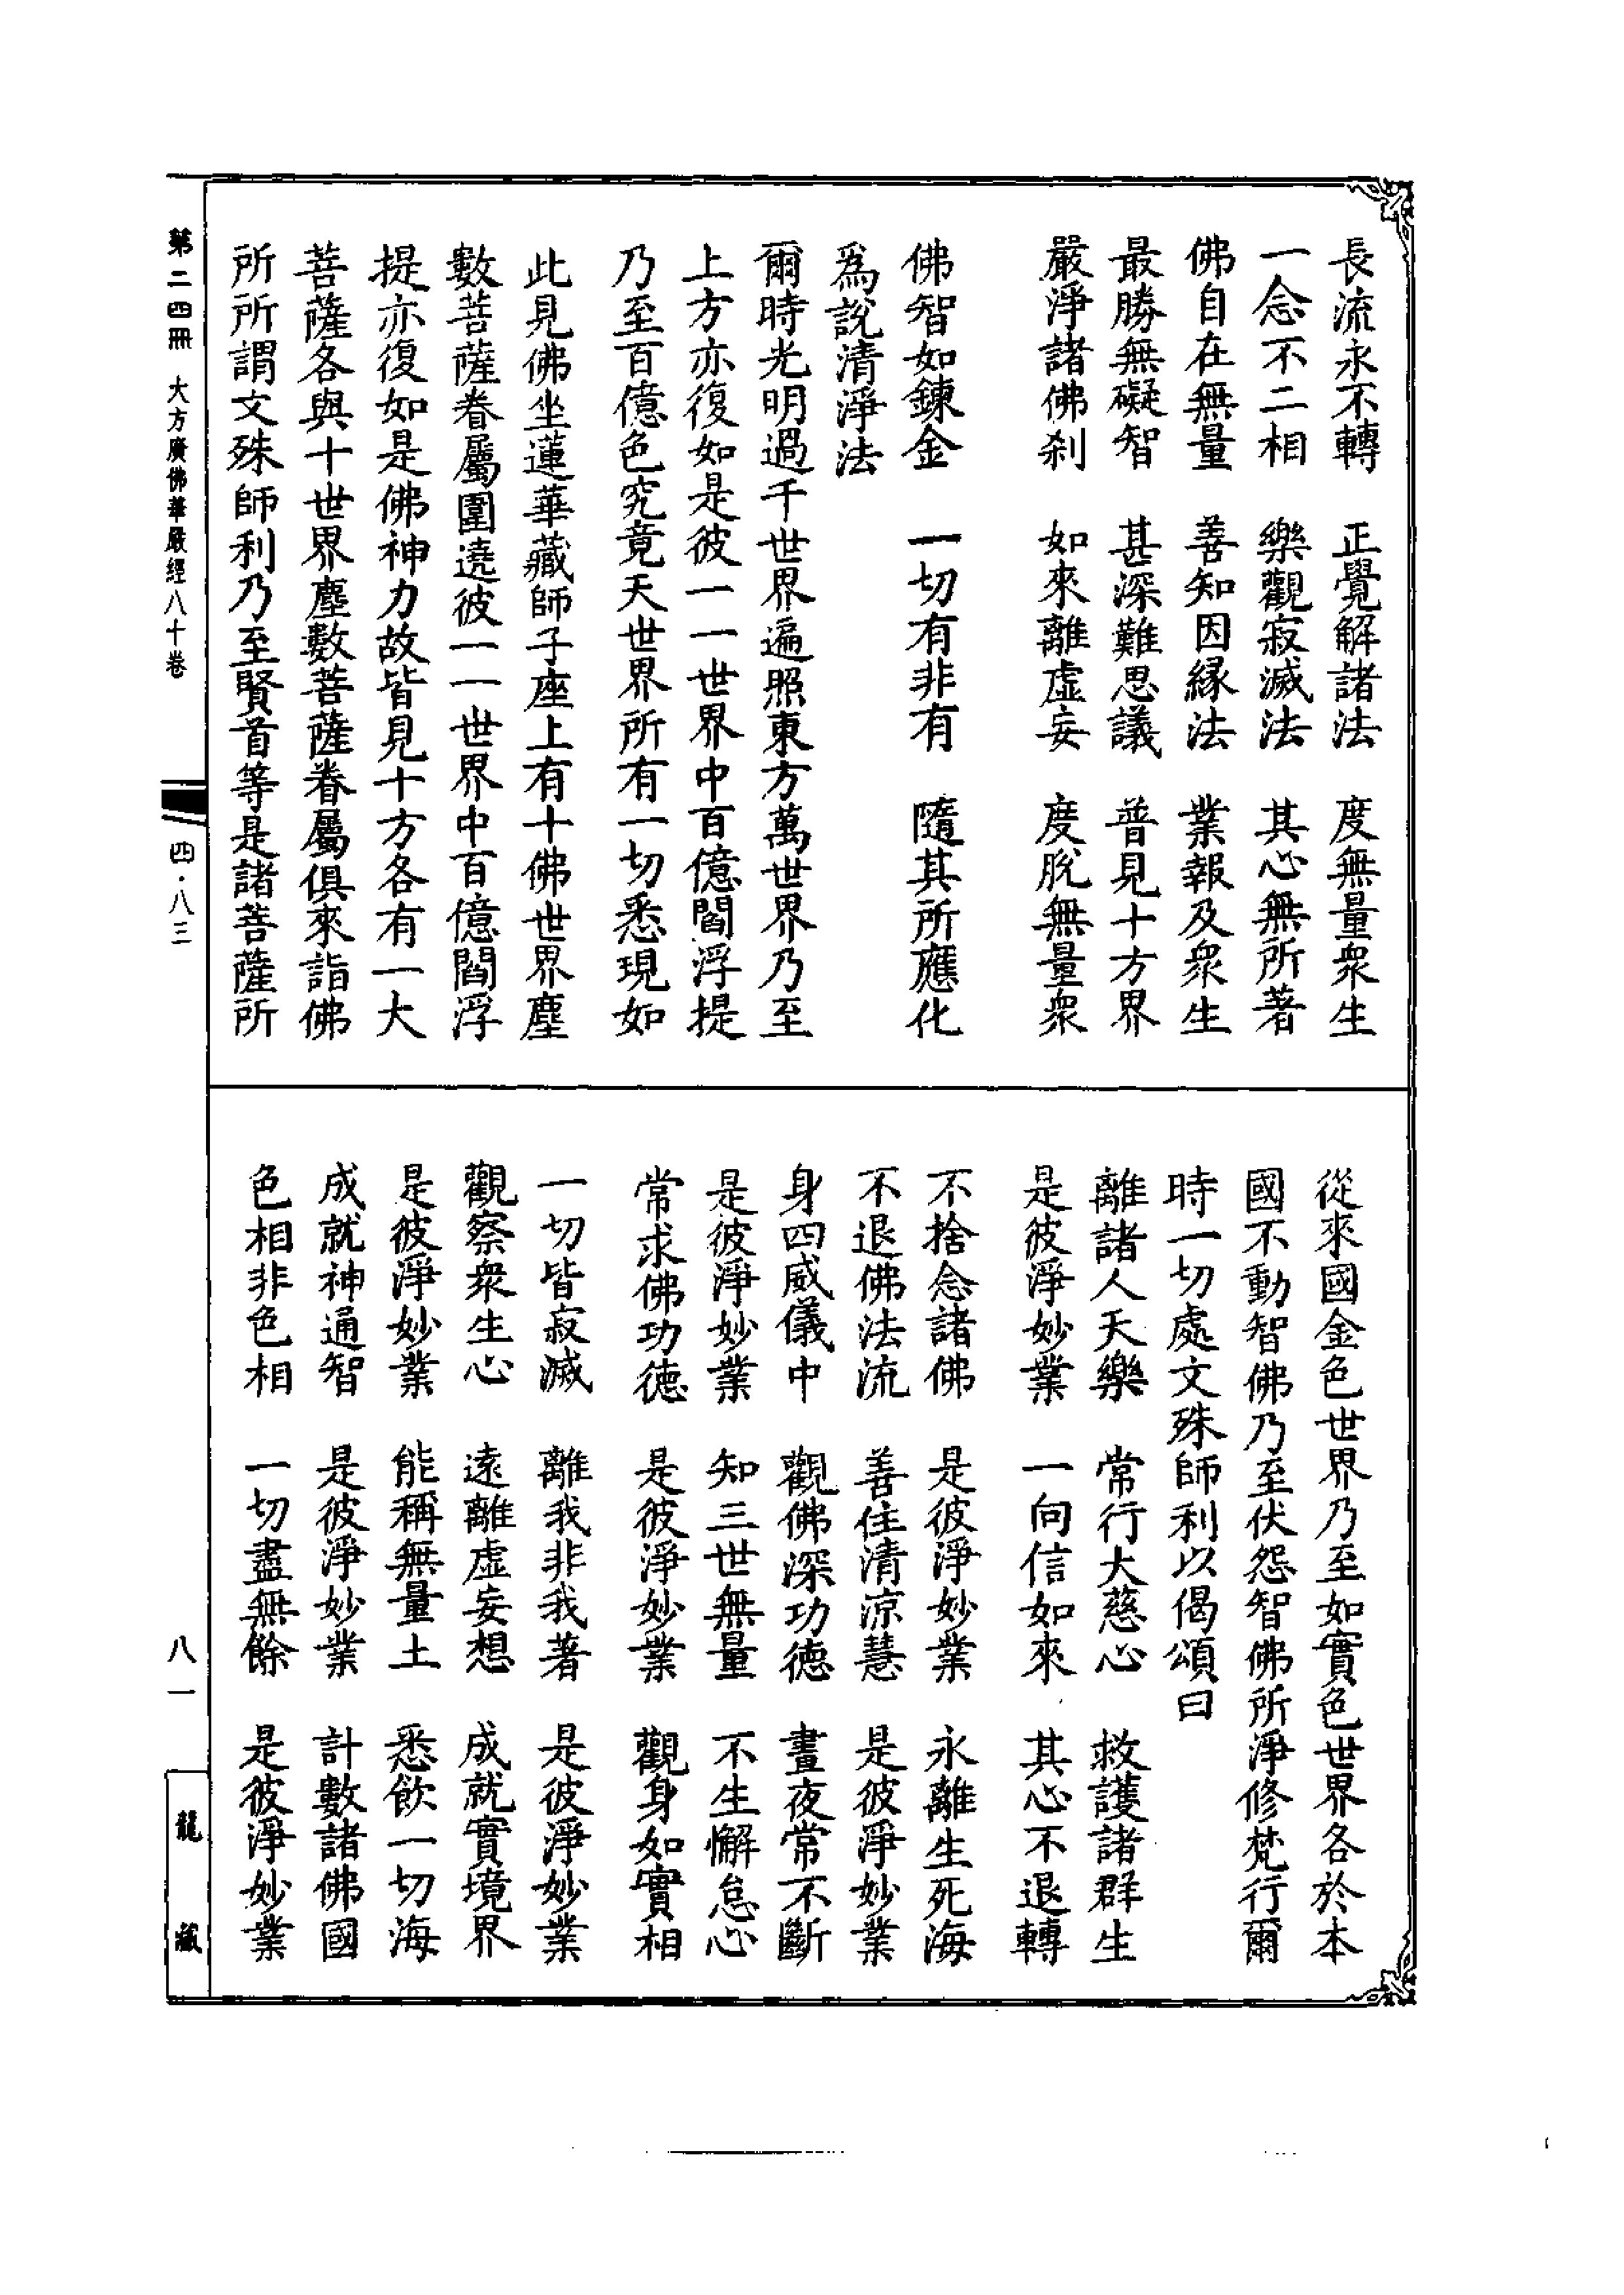 長流永不轉　正覺解諸法　度無量衆生
一念不二相　樂觀寂滅法　其心無所著
佛自在無量　善知因緣法　業報及衆生
最勝無礙智　甚深難思議　普見十方界
嚴淨諸佛刹　如來離虛妄　度脫無量衆
佛智如鍊金　一切有非有　隨其所應化
爲說清淨法
爾時光明過千世界遍照東方萬世界乃至
上方亦復如是彼一一世界中百億閻浮提
乃至百億色究竟天世界所有一切悉現如
此見佛坐蓮華藏師子座上有十佛世界塵
數菩薩眷屬圍遶彼一一世界中百億閻浮
提亦復如是佛神力故皆見十方各有一大
菩薩各與十世界塵數菩薩眷屬俱來詣佛
所所謂文殊師利乃至賢首等是諸菩薩所
從來國金色世界乃至如實色世界各於本
國不動智佛乃至伏怨智佛所淨修梵行爾
時一切處文殊師利以偈頌曰
離諸人天樂　常行大慈心　救護諸群生
是彼淨妙業　一向信如來　其心不退轉
不捨念諸佛　是彼淨妙業　永離生死海
不退佛法流　善住清涼慧　是彼淨妙業
身四威儀中　觀佛深功德　晝夜常不斷
是彼淨妙業　知三世無量　不生懈怠心
常求佛功德　是彼淨妙業　觀身如實相
一切皆寂滅　離我非我著　是彼淨妙業
觀察衆生心　遠離虛妄想　成就實境界
是彼淨妙業　能稱無量土　悉飲一切海
成就神通智　是彼淨妙業　計數諸佛國
色相非色相　一切盡無餘　是彼淨妙業
第二四冊　大方廣佛華嚴經八十卷　四・八三
八一
龍藏